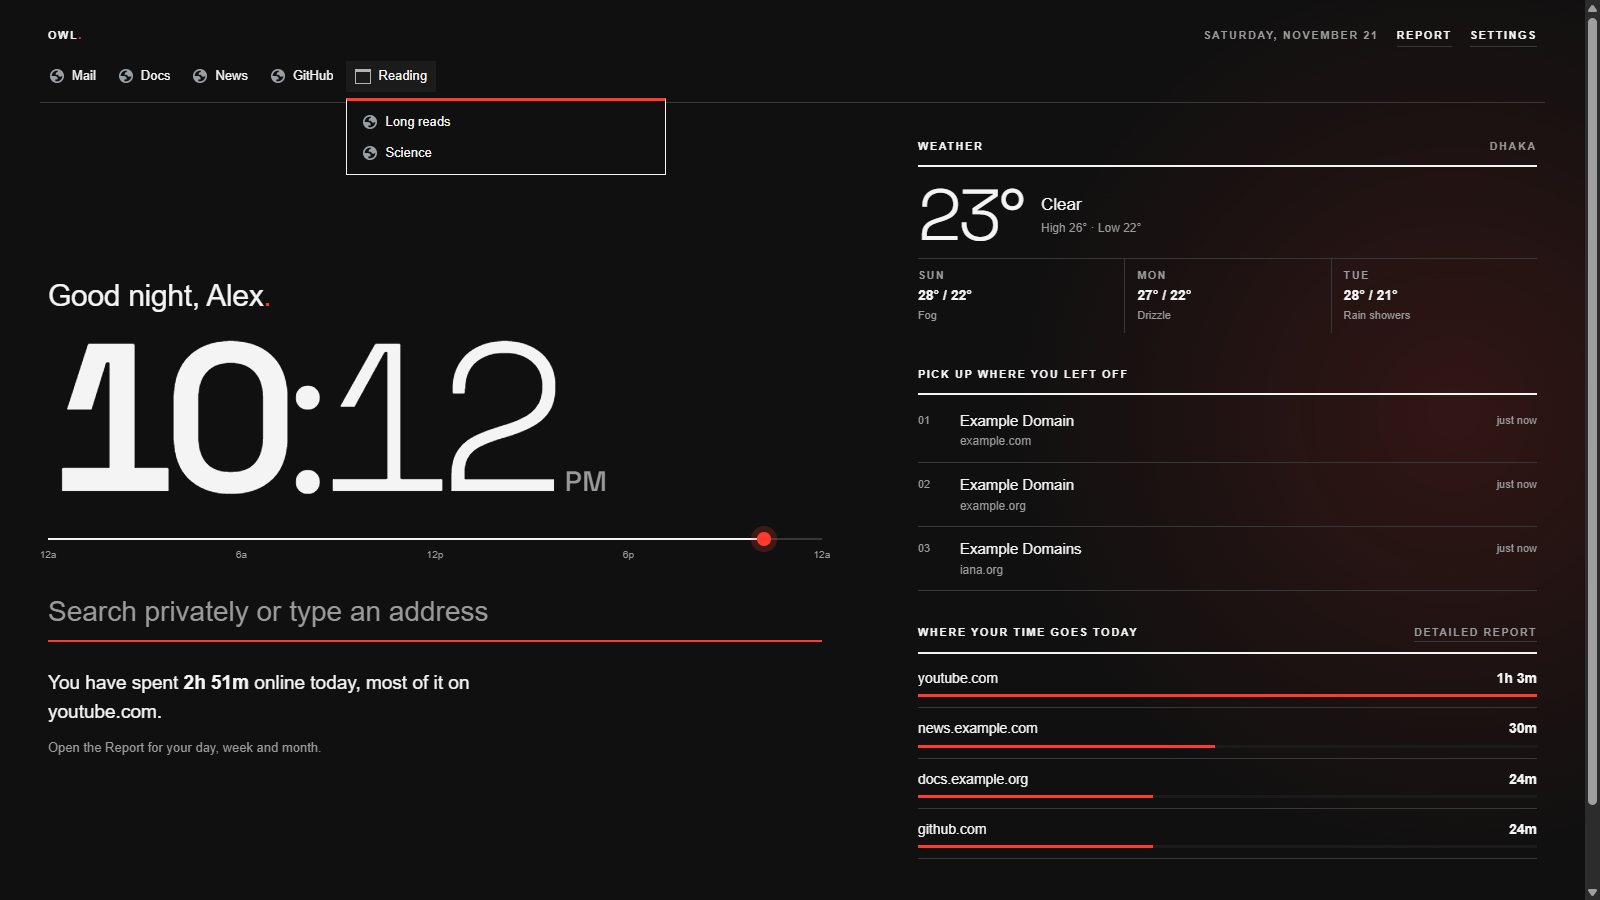 OWL.
SATURDAY, NOVEMBER 21 REPORT SETTINGS
Mail Docs News GitHub Reading
Long reads
Science
Good night, Alex.
10:12 PM
12a 6a 12p 6p 12a
Search privately or type an address
You have spent 2h 51m online today, most of it on
youtube.com.
Open the Report for your day, week and month.
WEATHER DHAKA
23°
Clear
High 26° · Low 22°
SUN
28° / 22°
Fog
MON
27° / 22°
Drizzle
TUE
28° / 21°
Rain showers
PICK UP WHERE YOU LEFT OFF
01 Example Domain just now
example.com
02 Example Domain just now
example.org
03 Example Domains just now
iana.org
WHERE YOUR TIME GOES TODAY DETAILED REPORT
youtube.com 1h 3m
news.example.com 30m
docs.example.org 24m
github.com 24m